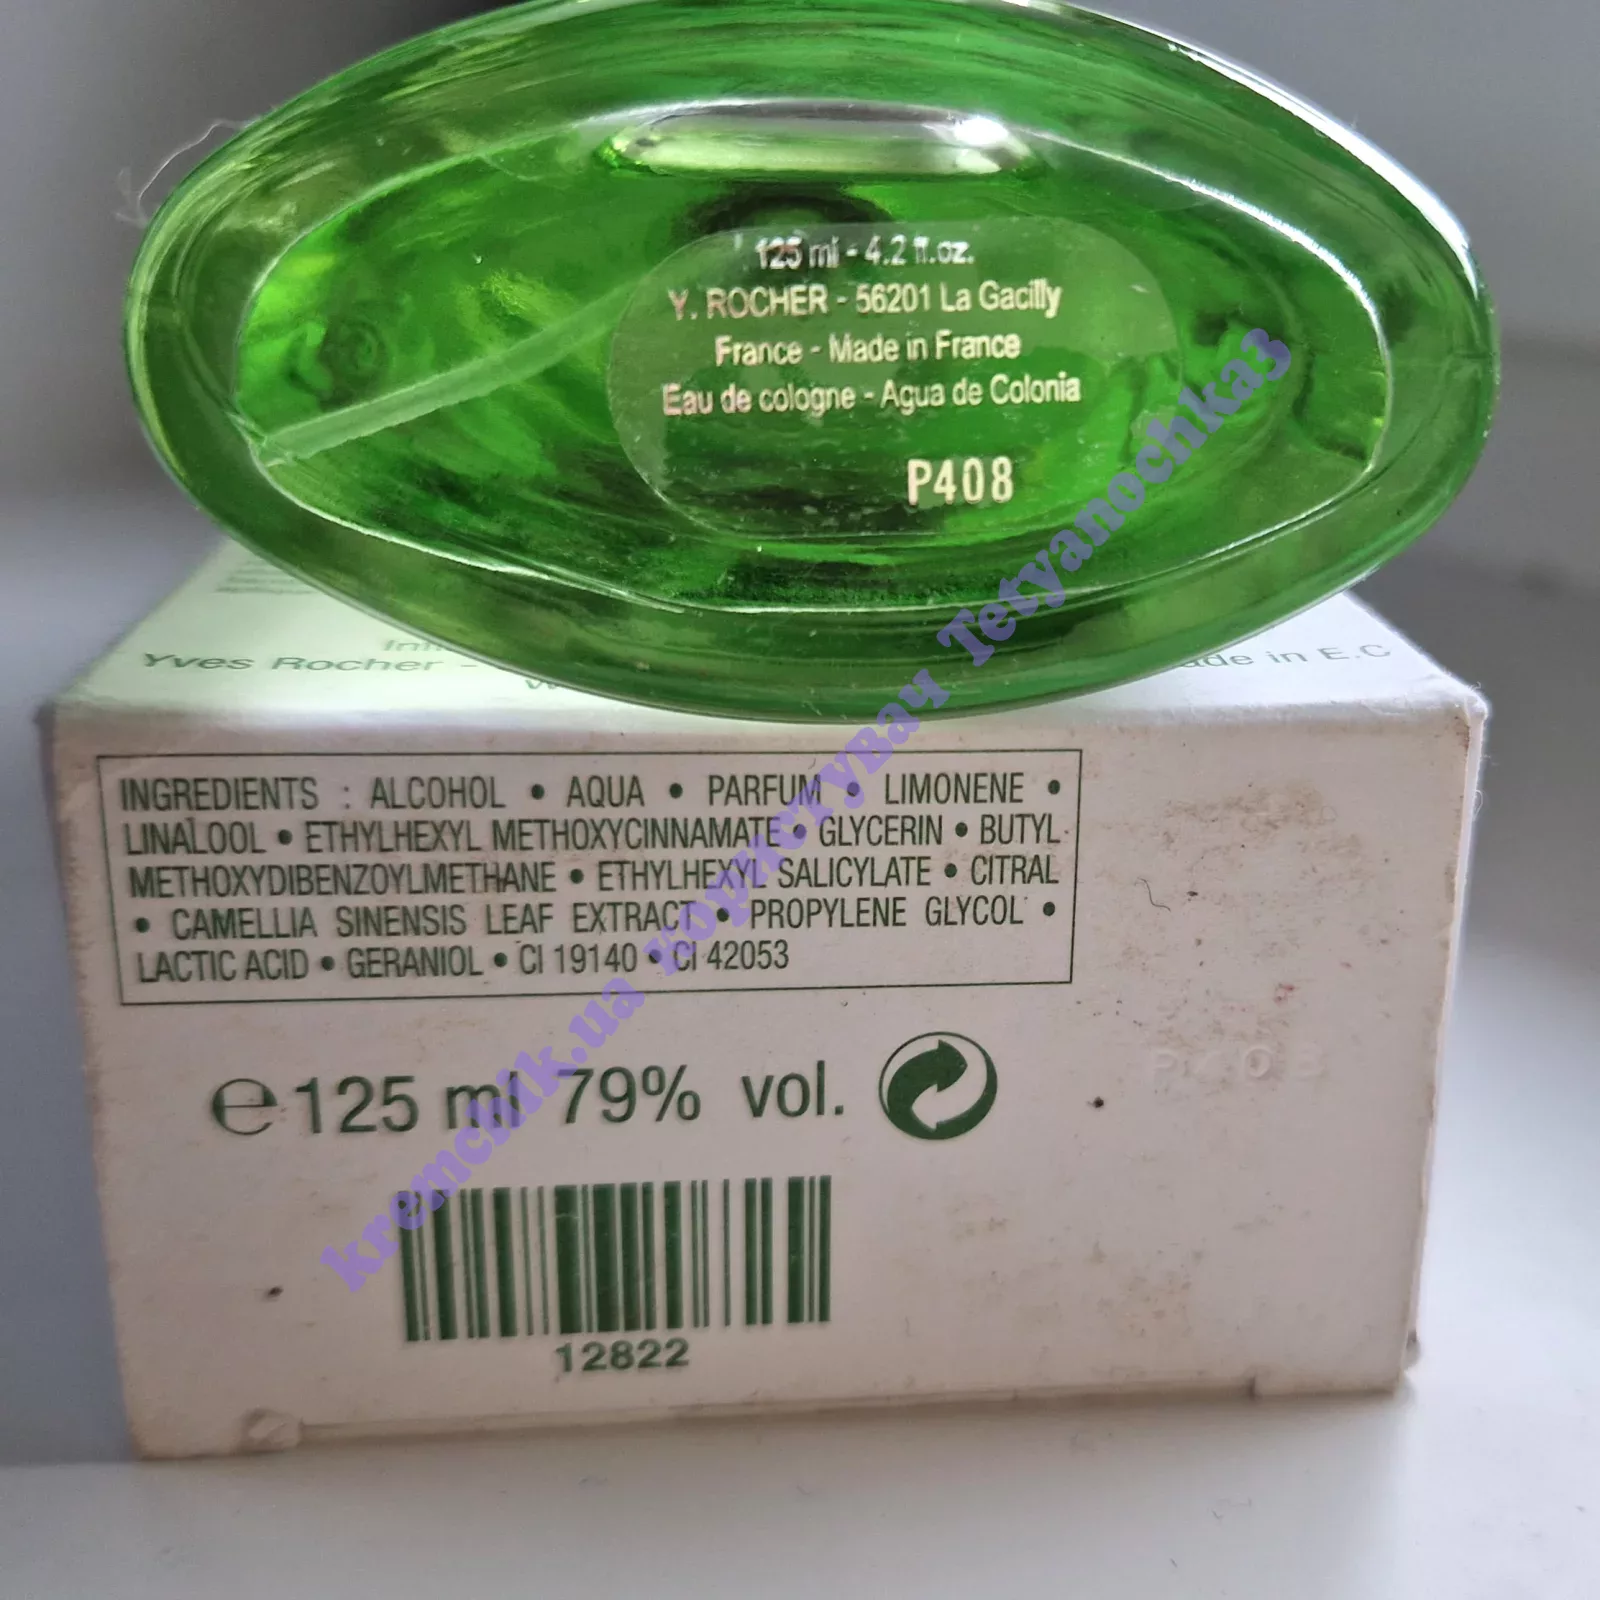 125 ml - 4.2 fl.oz.
Y. ROCHER - 56201 La Gacilly
France - Made in France
Eau de cologne - Agua de Colonia
P408
Yves Rocher -
in E.C
INGREDIENTS : ALCOHOL • AQUA • PARFUM • LIMONENE •
LINALOOL • ETHYLHEXYL METHOXYCINNAMATE • GLYCERIN • BUTYL
METHOXYDIBENZOYLMETHANE • ETHYLHEXYL SALICYLATE • CITRAL
• CAMELLIA SINENSIS LEAF EXTRACT • PROPYLENE GLYCOL •
LACTIC ACID • GERANIOL • CI 19140 • CI 42053
℮ 125 ml 79% vol.
P408
12822
kremchik.ua користувач Tetyanochka3